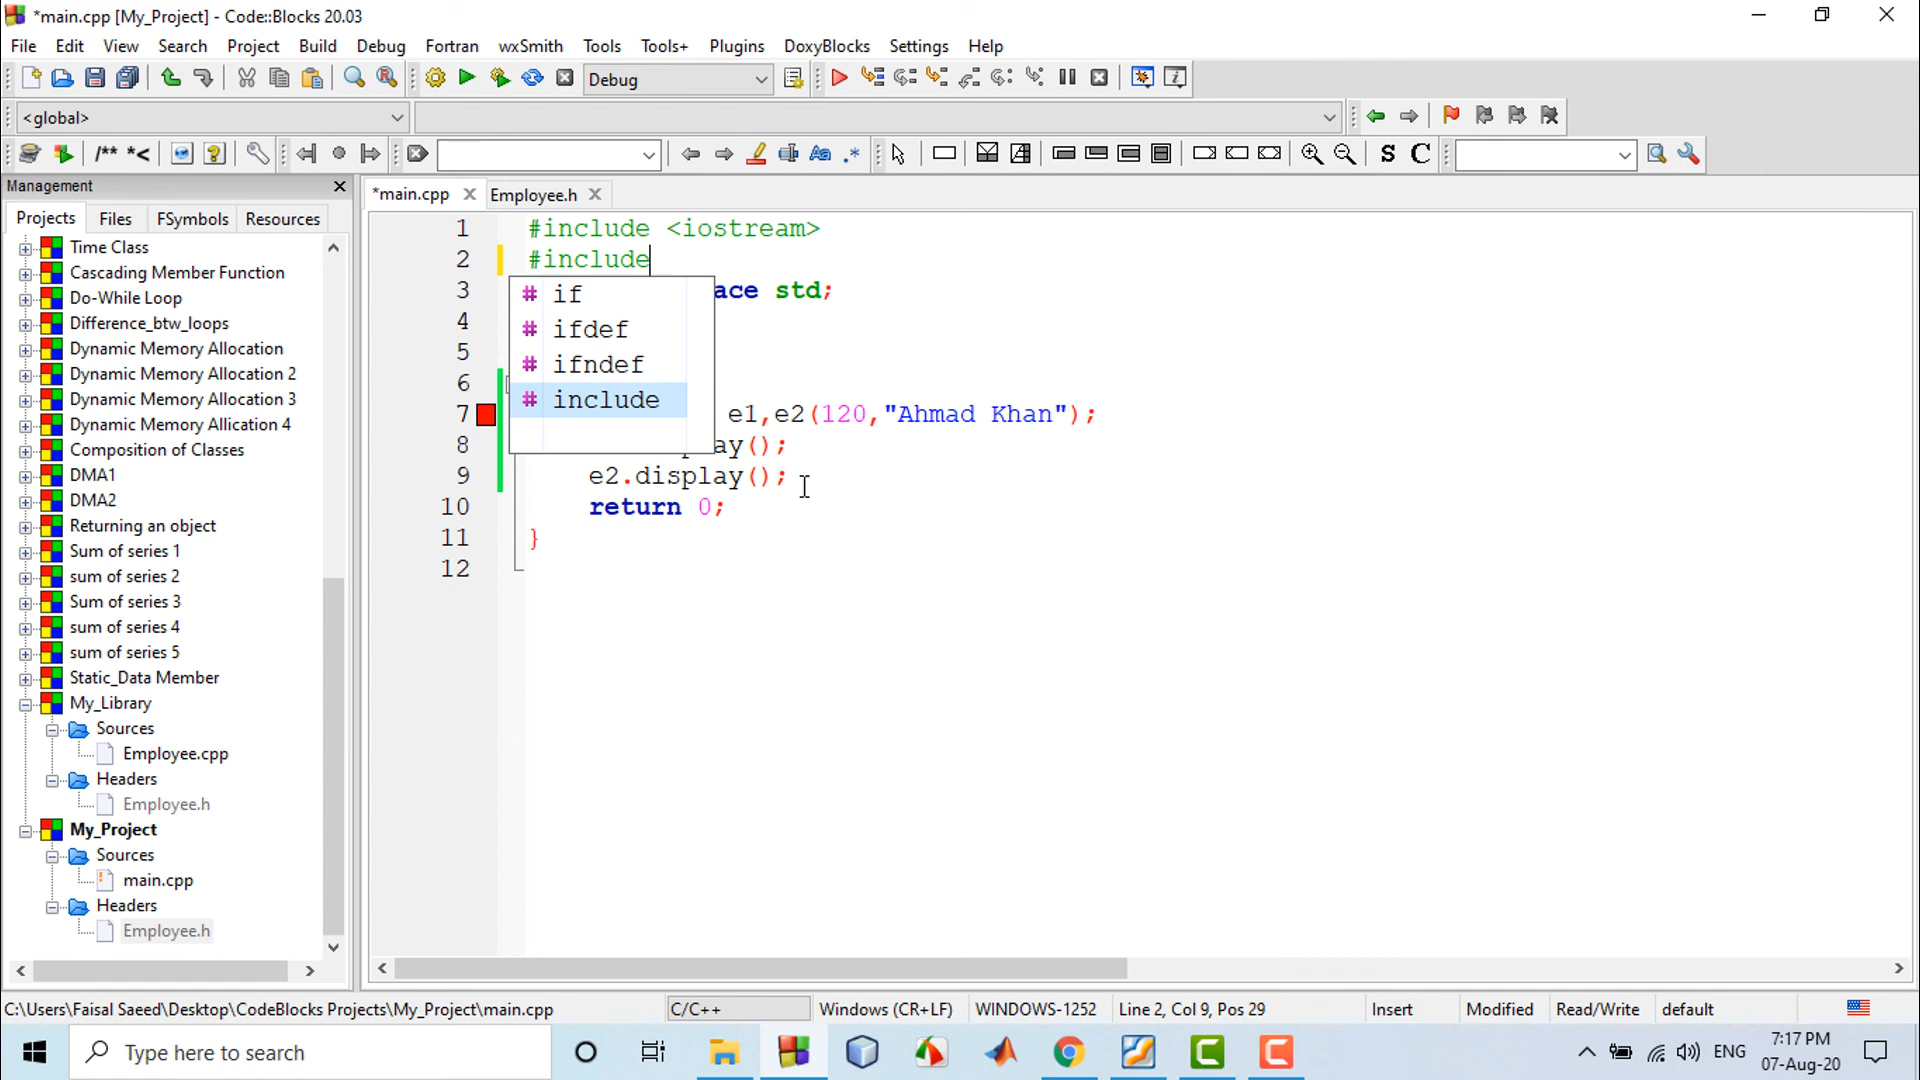 *main.cpp [My_Project] - Code::Blocks 20.03
File Edit View Search Project Build Debug Fortran wxSmith Tools Tools+ Plugins DoxyBlocks Settings Help
Debug
<global>
/** *<
Aa .* S C
Management
Projects Files FSymbols Resources
*main.cpp Employee.h
Time Class
Cascading Member Function
Do-While Loop
Difference_btw_loops
Dynamic Memory Allocation
Dynamic Memory Allocation 2
Dynamic Memory Allocation 3
Dynamic Memory Allication 4
Composition of Classes
DMA1
DMA2
Returning an object
Sum of series 1
sum of series 2
Sum of series 3
sum of series 4
sum of series 5
Static_Data Member
My_Library
Sources
Employee.cpp
Headers
Employee.h
My_Project
Sources
main.cpp
Headers
Employee.h
1 #include <iostream>
2 #include
3 ace std;
4
5
6
7 e1,e2(120,"Ahmad Khan");
8 play();
9 e2.display();
10 return 0;
11 }
12
# if
# ifdef
# ifndef
# include
C:\Users\Faisal Saeed\Desktop\CodeBlocks Projects\My_Project\main.cpp C/C++ Windows (CR+LF) WINDOWS-1252 Line 2, Col 9, Pos 29 Insert Modified Read/Write default
Type here to search
ENG
7:17 PM
07-Aug-20